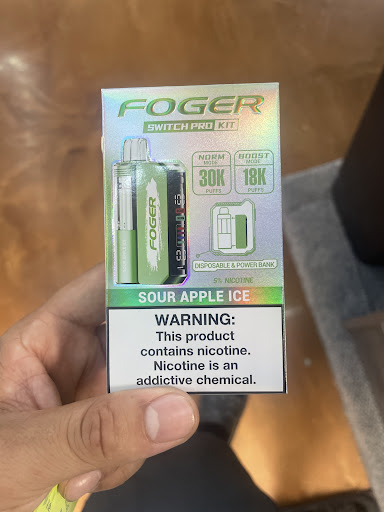 FOGER
SWITCH PRO KIT
NORM
MODE
30K
PUFFS
BOOST
MODE
18K
PUFFS
FOGER
DISPOSABLE & POWER BANK
5% NICOTINE
SOUR APPLE ICE
WARNING:
This product
contains nicotine.
Nicotine is an
addictive chemical.